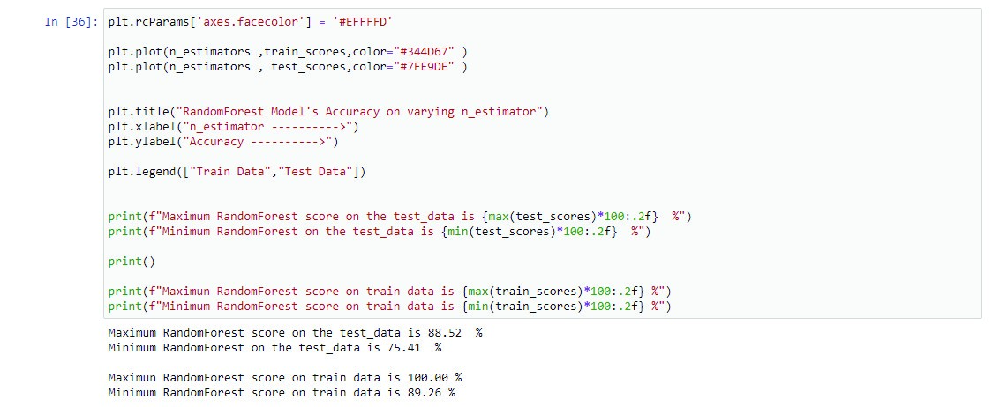 In [36]: plt.rcParams['axes.facecolor'] = '#EFFFFD'
plt.plot(n_estimators ,train_scores,color="#344D67" )
plt.plot(n_estimators , test_scores,color="#7FE9DE" )
plt.title("RandomForest Model's Accuracy on varying n_estimator")
plt.xlabel("n_estimator ---------->")
plt.ylabel("Accuracy ---------->")
plt.legend(["Train Data","Test Data"])
print(f"Maximum RandomForest score on the test_data is {max(test_scores)*100:.2f}  %")
print(f"Minimum RandomForest on the test_data is {min(test_scores)*100:.2f}  %")
print()
print(f"Maximun RandomForest score on train data is {max(train_scores)*100:.2f} %")
print(f"Minimum RandomForest score on train data is {min(train_scores)*100:.2f} %")
Maximum RandomForest score on the test_data is 88.52  %
Minimum RandomForest on the test_data is 75.41  %
Maximun RandomForest score on train data is 100.00 %
Minimum RandomForest score on train data is 89.26 %